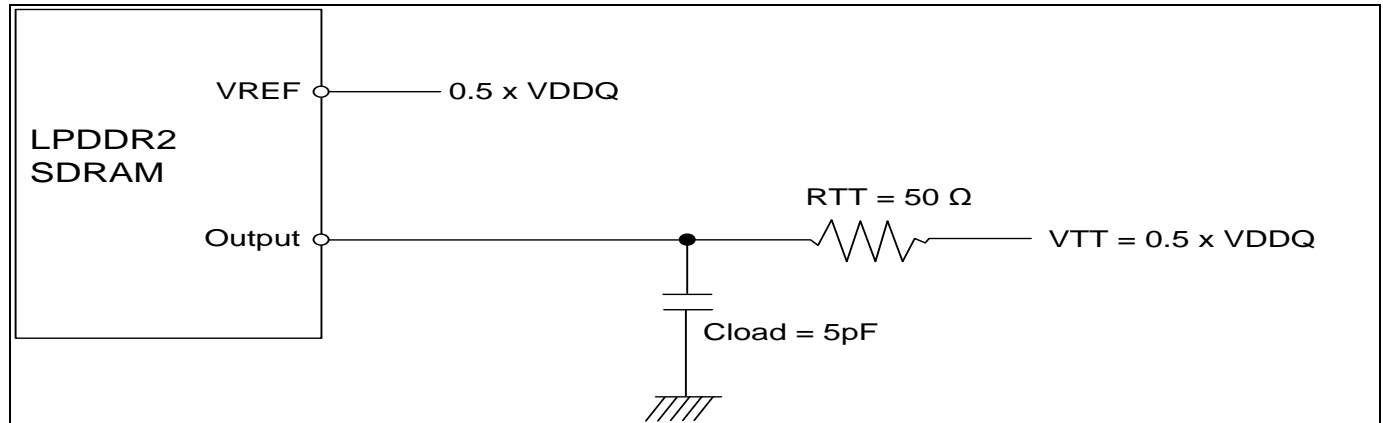 VREF
0.5 x VDDQ
LPDDR2
SDRAM
RTT = 50 Ω
Output
VTT = 0.5 x VDDQ
Cload = 5pF